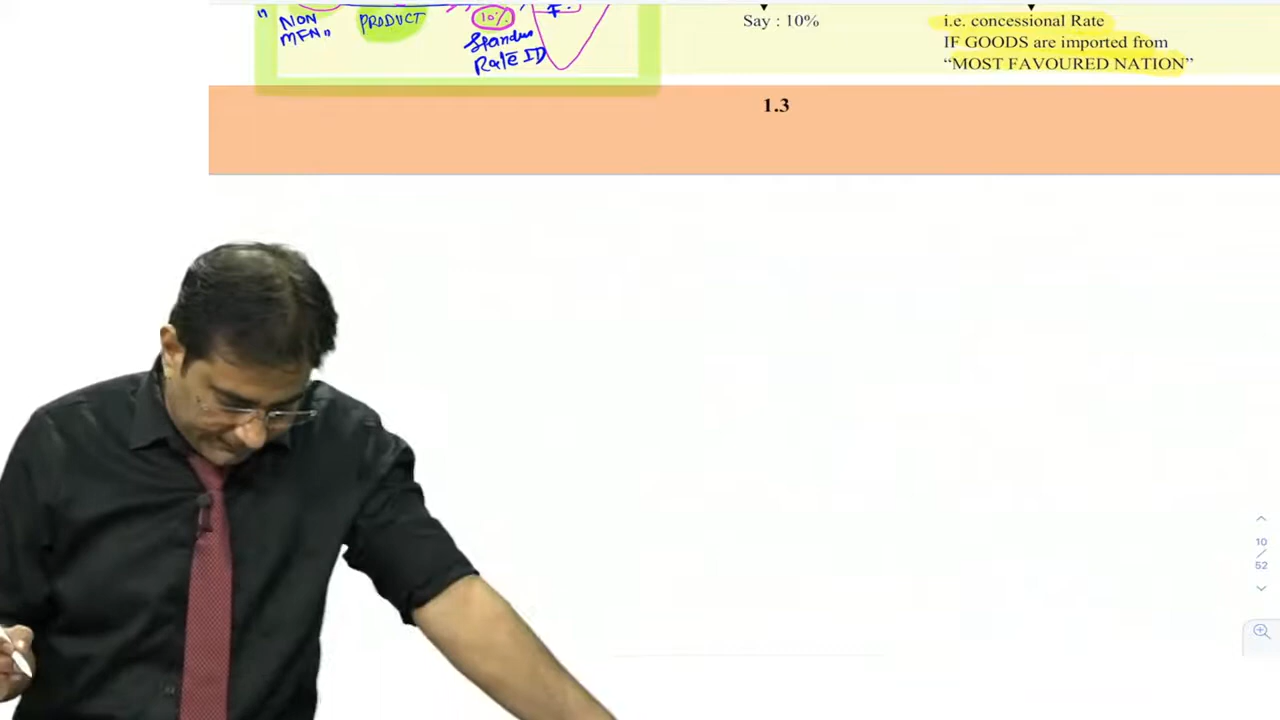 " NON PRODUCT 10%
MFN" Standard
Rate ID
Say : 10%
i.e. concessional Rate
IF GOODS are imported from
“MOST FAVOURED NATION”
1.3
10
/
52